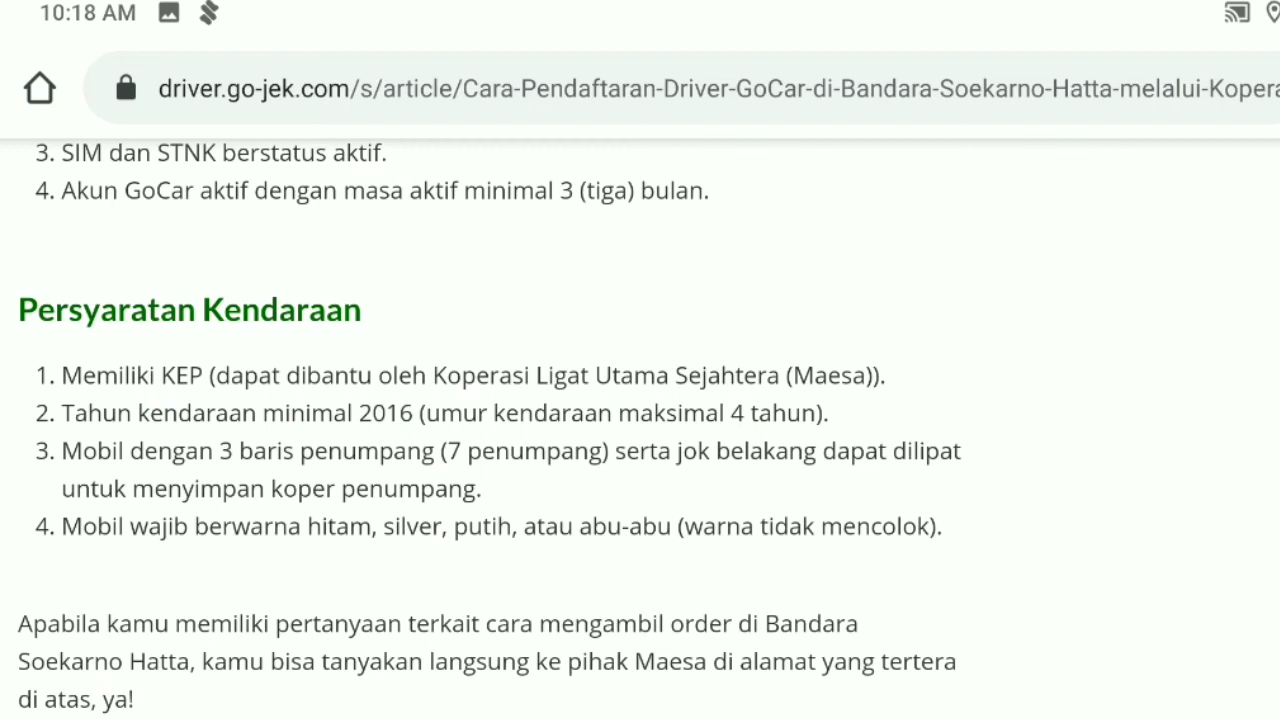 10:18 AM
driver.go-jek.com/s/article/Cara-Pendaftaran-Driver-GoCar-di-Bandara-Soekarno-Hatta-melalui-Kopera
3. SIM dan STNK berstatus aktif.
4. Akun GoCar aktif dengan masa aktif minimal 3 (tiga) bulan.
Persyaratan Kendaraan
1. Memiliki KEP (dapat dibantu oleh Koperasi Ligat Utama Sejahtera (Maesa)).
2. Tahun kendaraan minimal 2016 (umur kendaraan maksimal 4 tahun).
3. Mobil dengan 3 baris penumpang (7 penumpang) serta jok belakang dapat dilipat
untuk menyimpan koper penumpang.
4. Mobil wajib berwarna hitam, silver, putih, atau abu-abu (warna tidak mencolok).
Apabila kamu memiliki pertanyaan terkait cara mengambil order di Bandara
Soekarno Hatta, kamu bisa tanyakan langsung ke pihak Maesa di alamat yang tertera
di atas, ya!